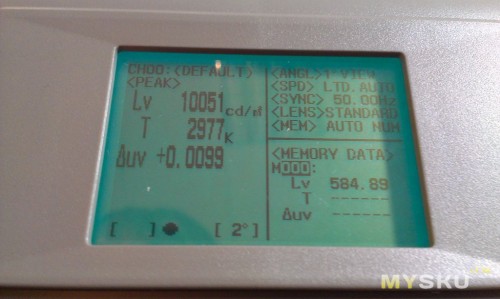 CH00:<DEFAULT>
<PEAK>
Lv 10051 cd/㎡
T 2977 K
Δuv +0.0099
[ ] [ 2°]
<ANGL>1°VIEW
<SPD> LTD.AUTO
<SYNC> 50.00Hz
<LENS>STANDARD
<MEM> AUTO NUM
<MEMORY DATA>
M000:
Lv 584.89
T ------
Δuv ------
MYSKU